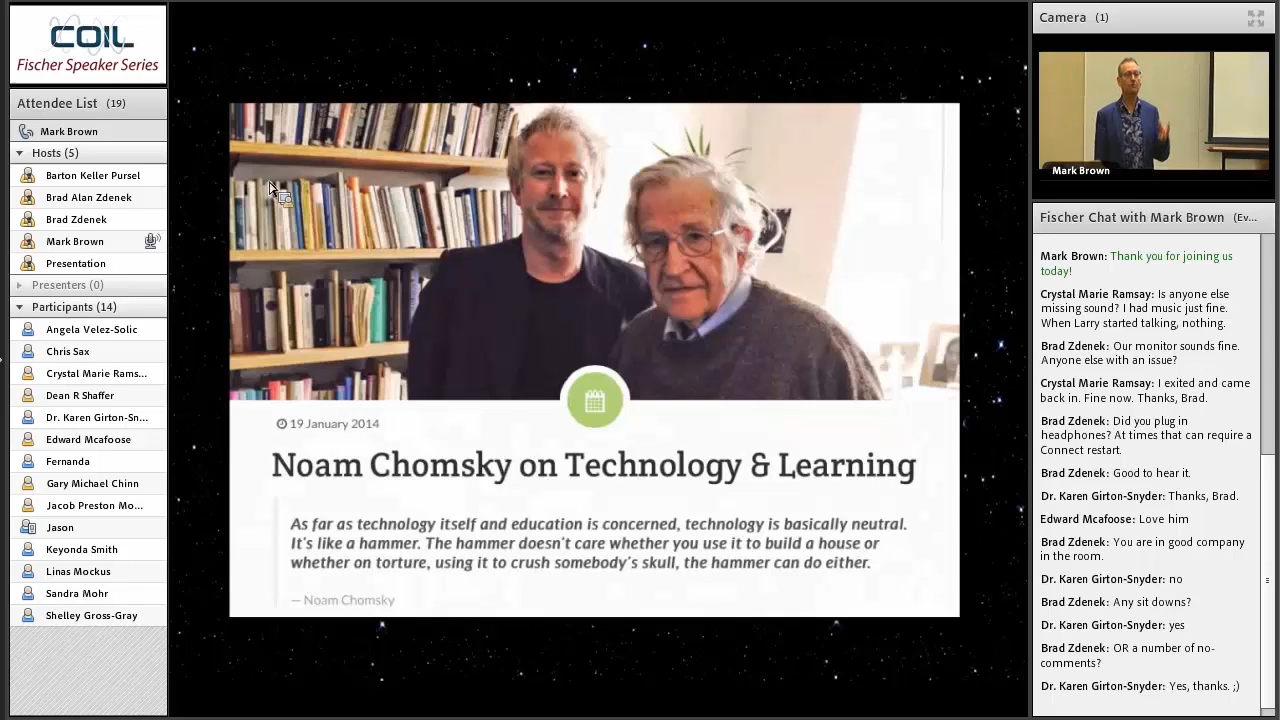 COIL
Fischer Speaker Series
Attendee List (19)
Mark Brown
Hosts (5)
Barton Keller Pursel
Brad Alan Zdenek
Brad Zdenek
Mark Brown
Presentation
Presenters (0)
Participants (14)
Angela Velez-Solic
Chris Sax
Crystal Marie Rams...
Dean R Shaffer
Dr. Karen Girton-Sn...
Edward Mcafoose
Fernanda
Gary Michael Chinn
Jacob Preston Mo...
Jason
Keyonda Smith
Linas Mockus
Sandra Mohr
Shelley Gross-Gray
19 January 2014
Noam Chomsky on Technology & Learning
As far as technology itself and education is concerned, technology is basically neutral.
It's like a hammer. The hammer doesn't care whether you use it to build a house or
whether on torture, using it to crush somebody's skull, the hammer can do either.
— Noam Chomsky
Camera (1)
Mark Brown
Fischer Chat with Mark Brown (Ev...
Mark Brown: Thank you for joining us
today!
Crystal Marie Ramsay: Is anyone else
missing sound? I had music just fine.
When Larry started talking, nothing.
Brad Zdenek: Our monitor sounds fine.
Anyone else with an issue?
Crystal Marie Ramsay: I exited and came
back in. Fine now. Thanks, Brad.
Brad Zdenek: Did you plug in
headphones? At times that can require a
Connect restart.
Brad Zdenek: Good to hear it.
Dr. Karen Girton-Snyder: Thanks, Brad.
Edward Mcafoose: Love him
Brad Zdenek: You are in good company
in the room.
Dr. Karen Girton-Snyder: no
Brad Zdenek: Any sit downs?
Dr. Karen Girton-Snyder: yes
Brad Zdenek: OR a number of no-
comments?
Dr. Karen Girton-Snyder: Yes, thanks. ;)